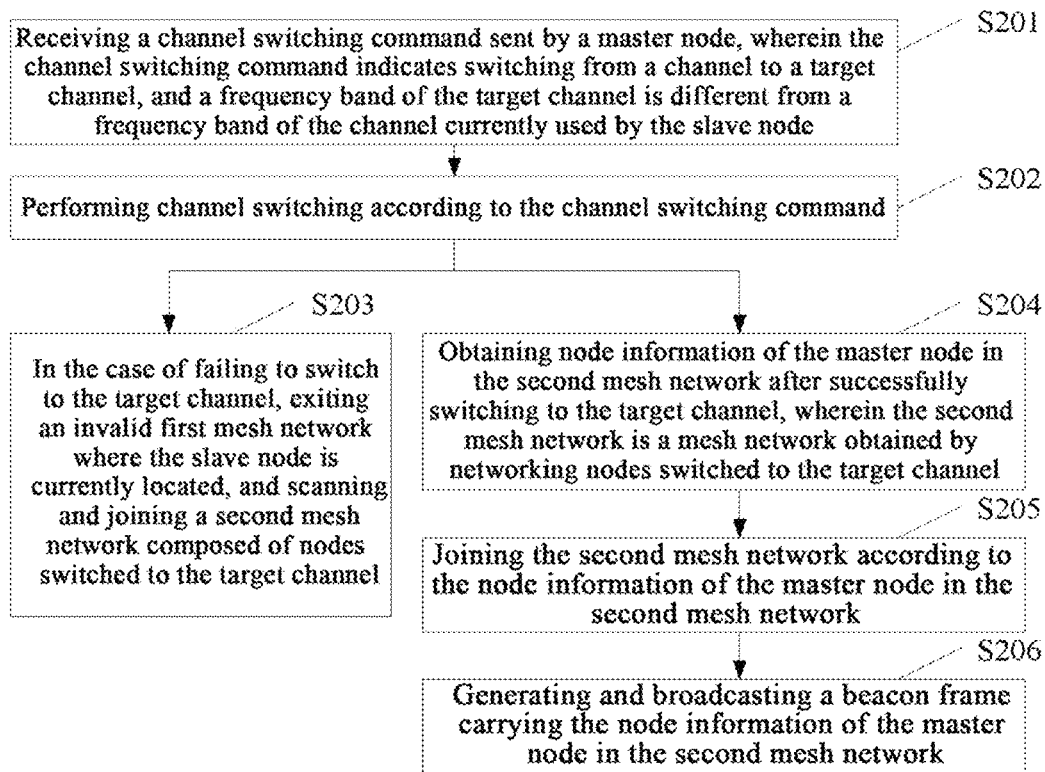 S201
Receiving a channel switching command sent by a master node, wherein the
channel switching command indicates switching from a channel to a target
channel, and a frequency band of the target channel is different from a
frequency band of the channel currently used by the slave node
S202
Performing channel switching according to the channel switching command
S203
In the case of failing to switch
to the target channel, exiting
an invalid first mesh network
where the slave node is
currently located, and scanning
and joining a second mesh
network composed of nodes
switched to the target channel
S204
Obtaining node information of the master node in
the second mesh network after successfully
switching to the target channel, wherein the second
mesh network is a mesh network obtained by
networking nodes switched to the target channel
S205
Joining the second mesh network according to
the node information of the master node in the
second mesh network
S206
Generating and broadcasting a beacon frame
carrying the node information of the master
node in the second mesh network